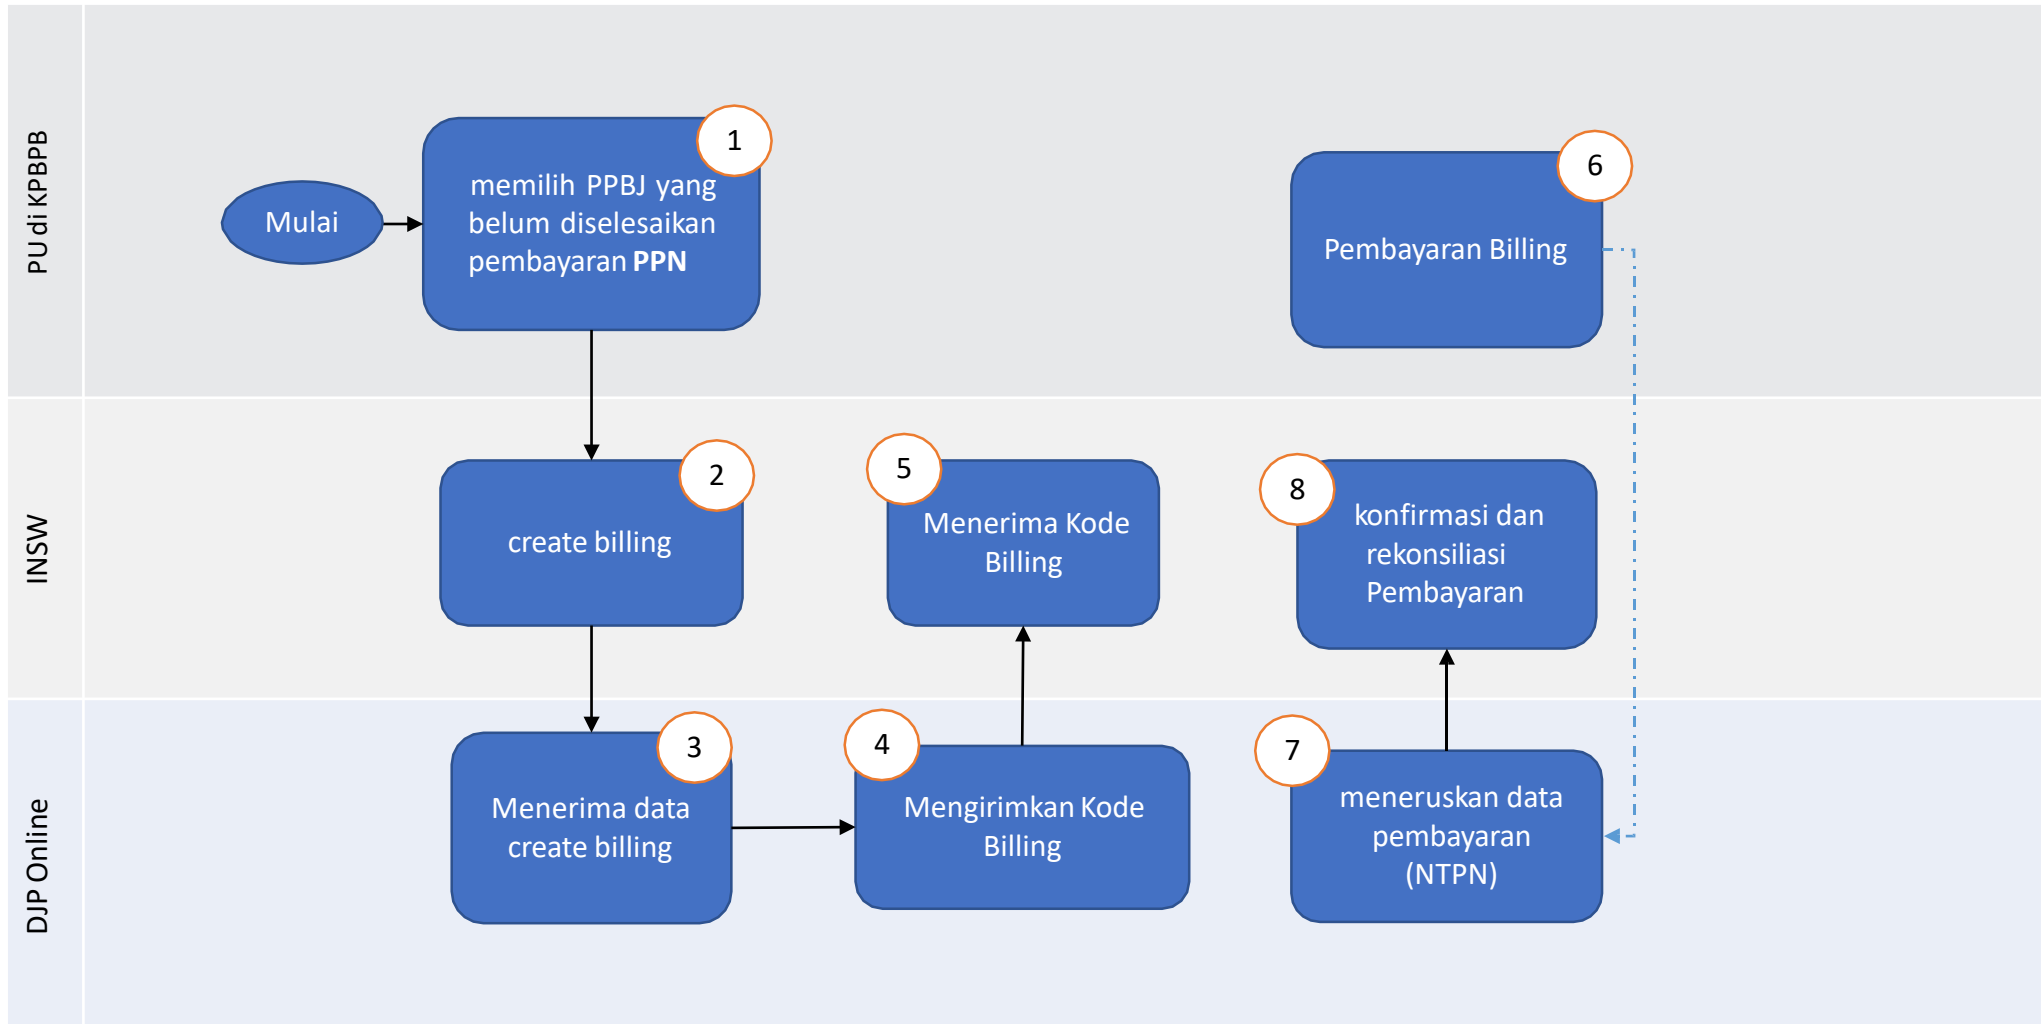 PU di KPBPB
Mulai
1
memilih PPBJ yang
belum diselesaikan
pembayaran PPN
6
Pembayaran Billing
INSW
2
create billing
5
Menerima Kode
Billing
8
konfirmasi dan
rekonsiliasi
Pembayaran
DJP Online
3
Menerima data
create billing
4
Mengirimkan Kode
Billing
7
meneruskan data
pembayaran
(NTPN)